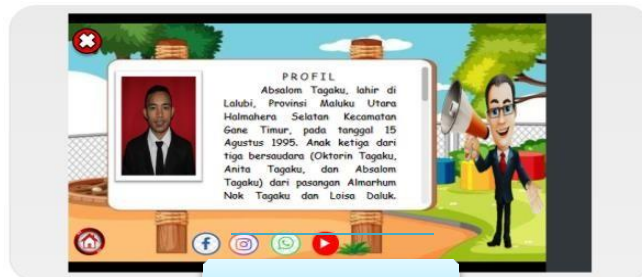 PROFIL
Absalom Tagaku, lahir di
Lalubi, Provinsi Maluku Utara
Halmahera Selatan Kecamatan
Gane Timur, pada tanggal 15
Agustus 1995. Anak ketiga dari
tiga bersaudara (Oktorin Tagaku,
Anita Tagaku, dan Absalom
Tagaku) dari pasangan Almarhum
Nok Tagaku dan Loisa Daluk.